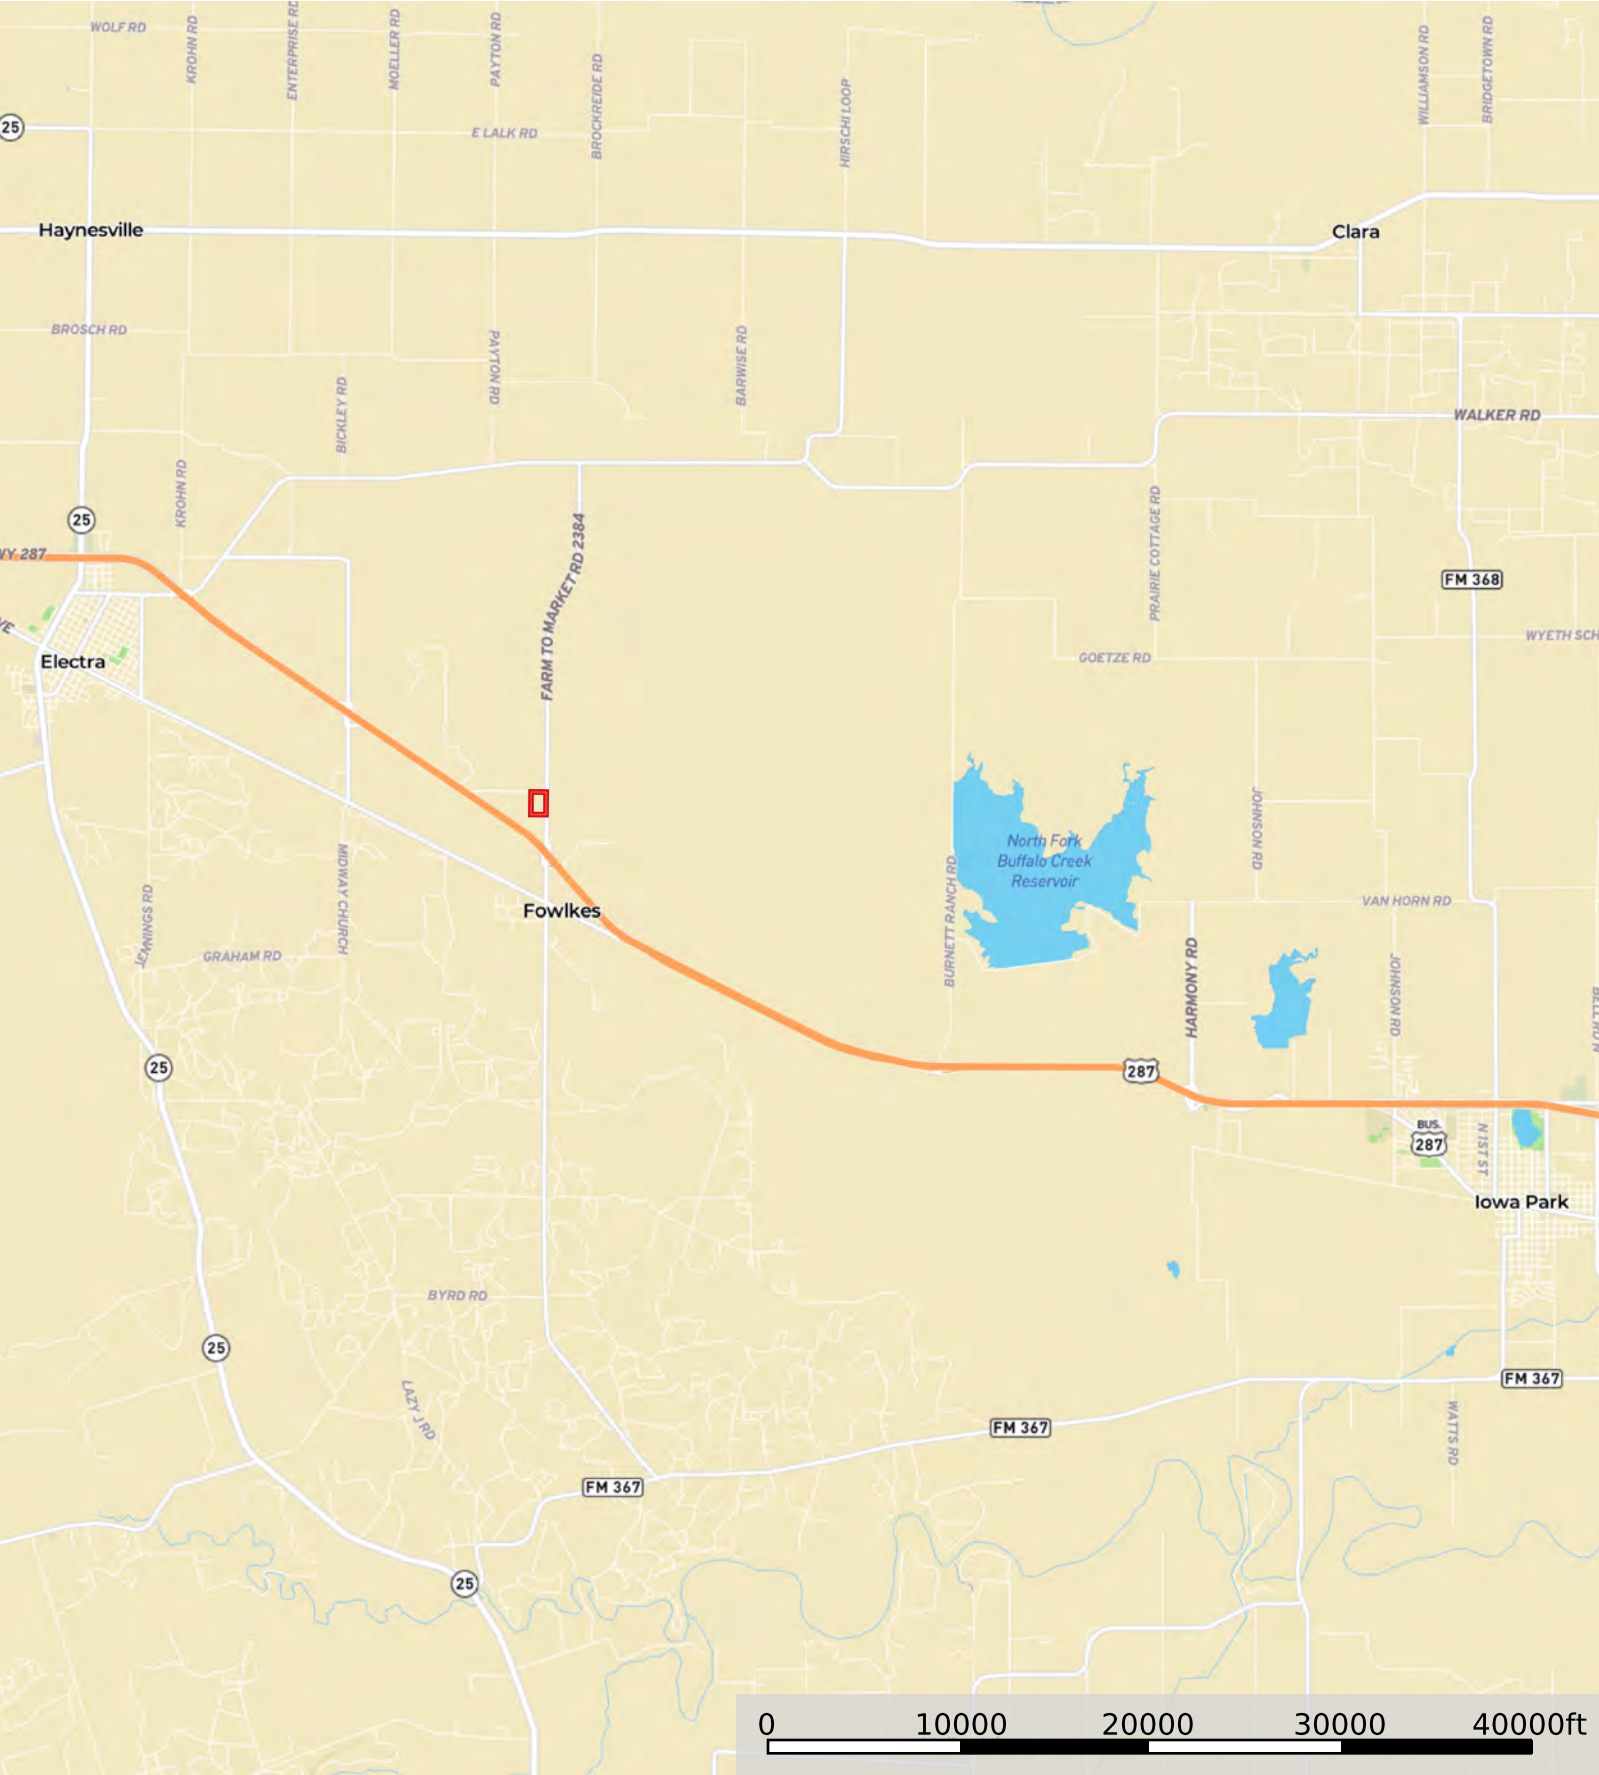 WOLF RD
KROHN RD
ENTERPRISE RD
MOELLER RD
PAYTON RD
BROCKREIDE RD
HIRSCHI LOOP
WILLIAMSON RD
BRIDGETOWN RD
25
E LALK RD
Haynesville
Clara
BROSCH RD
PAYTON RD
BARWISE RD
BICKLEY RD
WALKER RD
KROHN RD
25
FARM TO MARKET RD 2384
PRAIRIE COTTAGE RD
WY 287
FM 368
VE
WYETH SCH
Electra
GOETZE RD
JOHNSON RD
North Fork
Buffalo Creek
Reservoir
MIDWAY CHURCH
JENNINGS RD
BURNETT RANCH RD
VAN HORN RD
Fowlkes
GRAHAM RD
HARMONY RD
JOHNSON RD
BELL RD N
25
287
BUS.
287
N 1ST ST
Iowa Park
BYRD RD
25
LAZY J RD
FM 367
FM 367
WATTS RD
FM 367
25
0 10000 20000 30000 40000ft